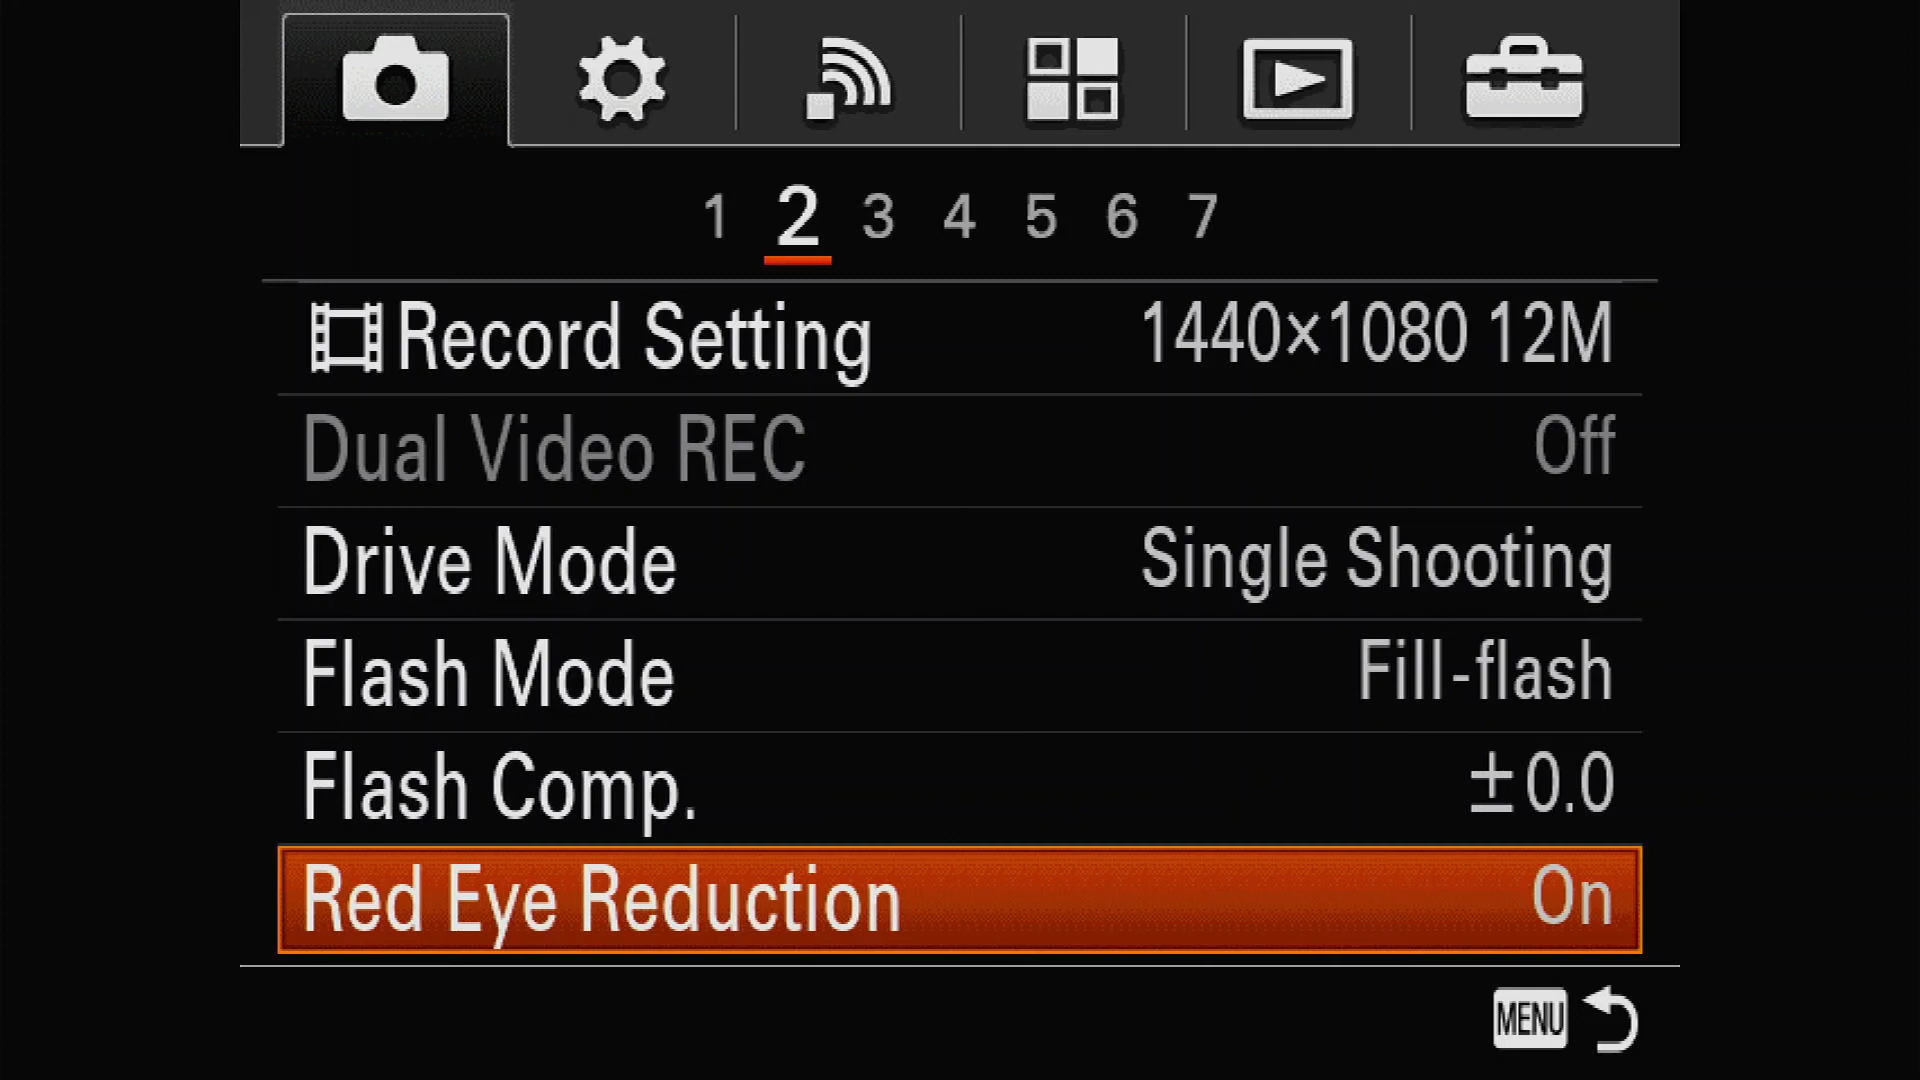 1 2 3 4 5 6 7
Record Setting 1440×1080 12M
Dual Video REC Off
Drive Mode Single Shooting
Flash Mode Fill-flash
Flash Comp. ±0.0
Red Eye Reduction On
MENU